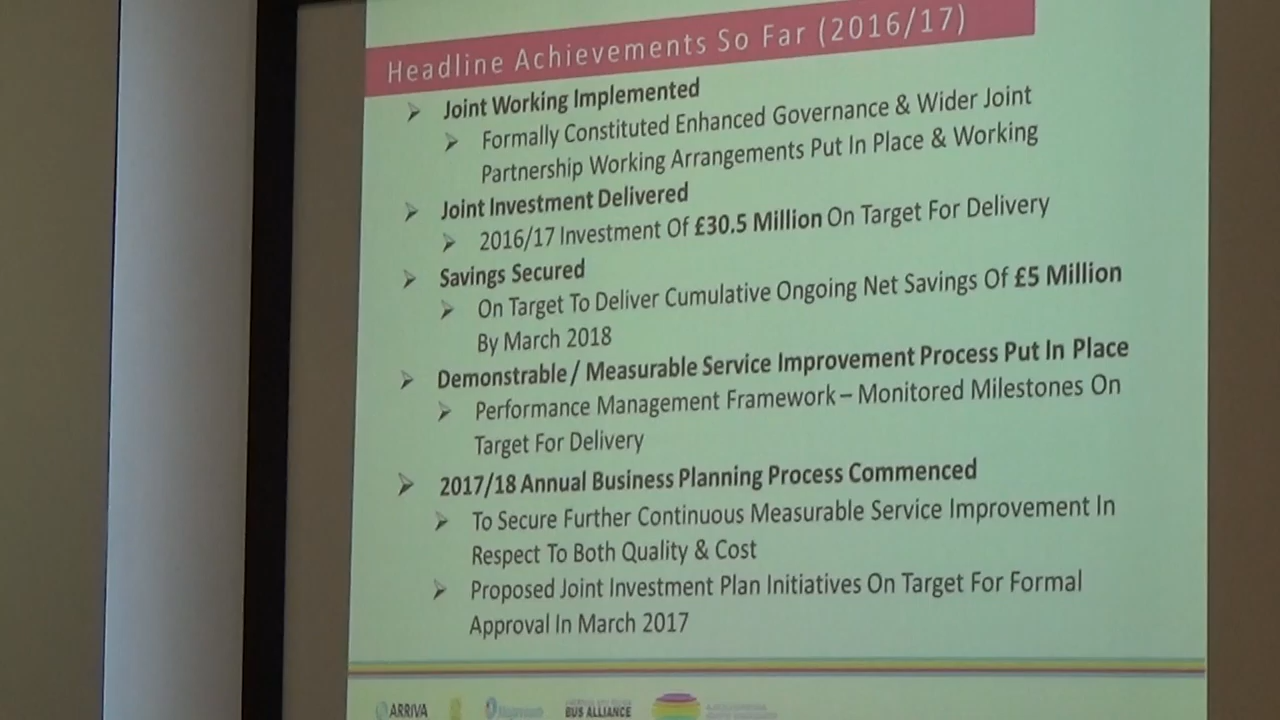 Headline Achievements So Far (2016/17)
Joint Working Implemented
Formally Constituted Enhanced Governance & Wider Joint
Partnership Working Arrangements Put In Place & Working
Joint Investment Delivered
2016/17 Investment Of £30.5 Million On Target For Delivery
Savings Secured
On Target To Deliver Cumulative Ongoing Net Savings Of £5 Million
By March 2018
Demonstrable / Measurable Service Improvement Process Put In Place
Performance Management Framework – Monitored Milestones On
Target For Delivery
2017/18 Annual Business Planning Process Commenced
To Secure Further Continuous Measurable Service Improvement In
Respect To Both Quality & Cost
Proposed Joint Investment Plan Initiatives On Target For Formal
Approval In March 2017
ARRIVA
BUS ALLIANCE